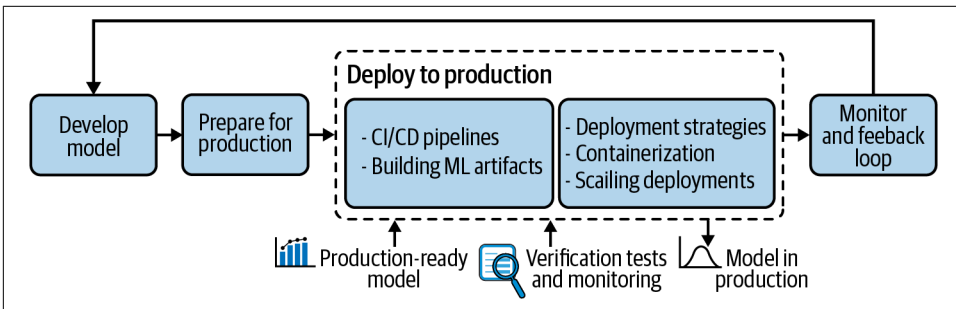 Deploy to production
Develop
model
Prepare for
production
- CI/CD pipelines
- Building ML artifacts
- Deployment strategies
- Containerization
- Scailing deployments
Monitor
and feeback
loop
Production-ready
model
Verification tests
and monitoring
Model in
production